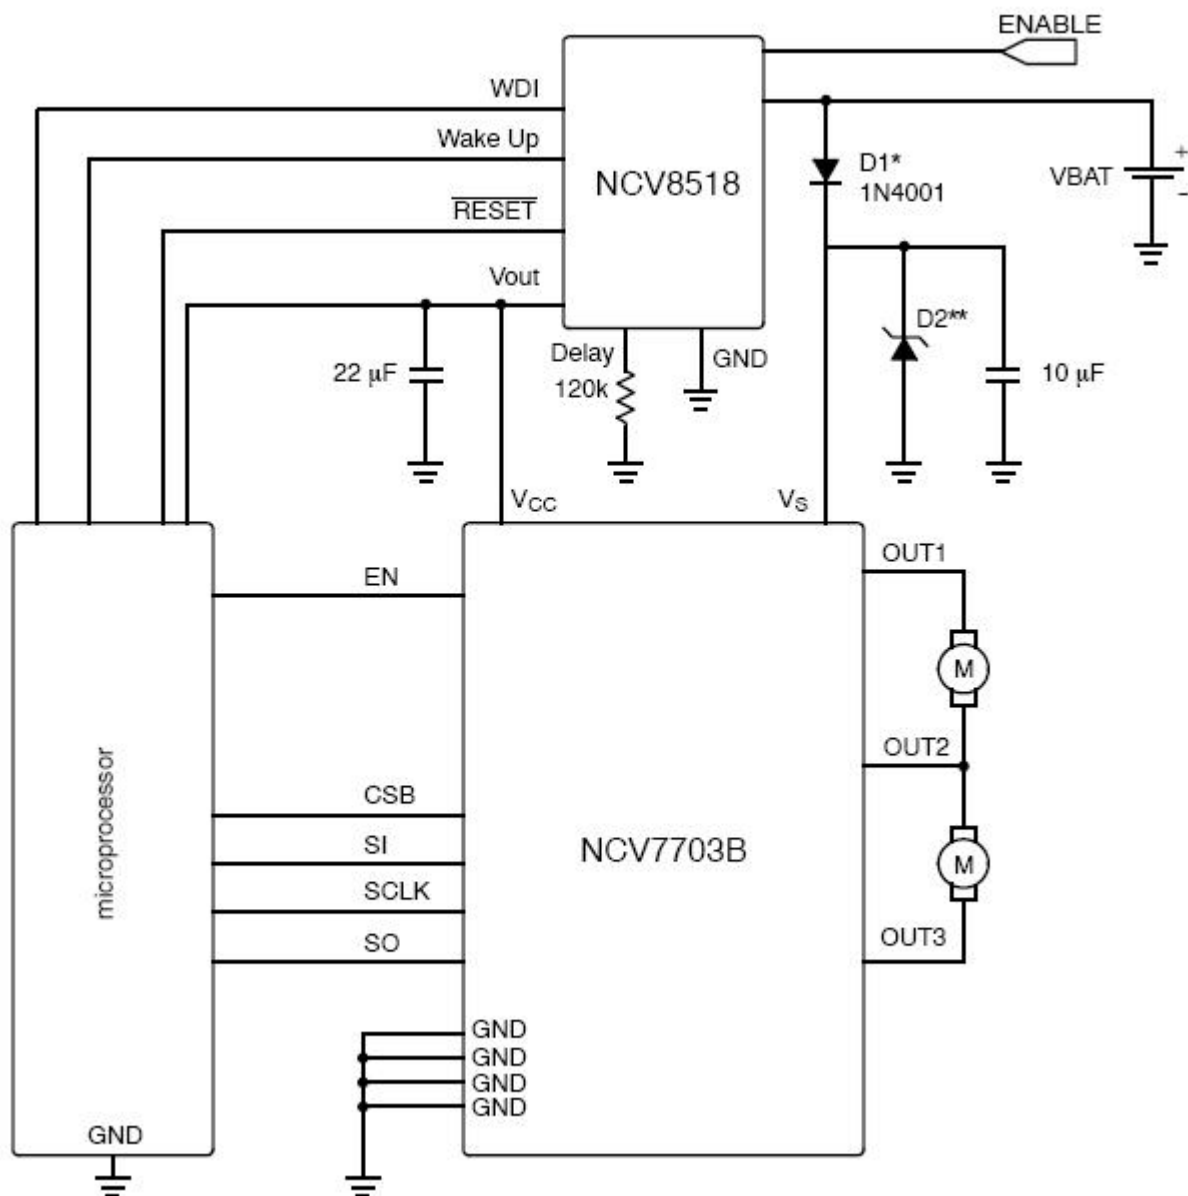 ENABLE
WDI
Wake Up
RESET
Vout
NCV8518
D1*
1N4001
VBAT
+
−
D2**
Delay
120k
GND
22 µF
10 µF
VCC
VS
EN
OUT1
M
OUT2
CSB
SI
SCLK
SO
microprocessor
NCV7703B
M
OUT3
GND
GND
GND
GND
GND